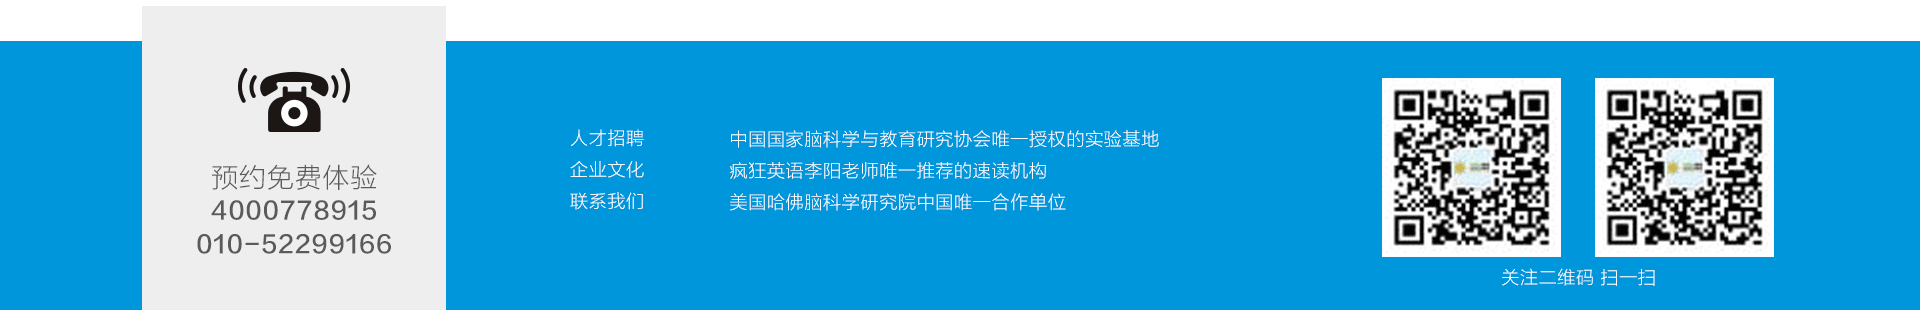 预约免费体验
4000778915
010-52299166
人才招聘
企业文化
联系我们
中国国家脑科学与教育研究协会唯一授权的实验基地
疯狂英语李阳老师唯一推荐的速读机构
美国哈佛脑科学研究院中国唯一合作单位
关注二维码 扫一扫